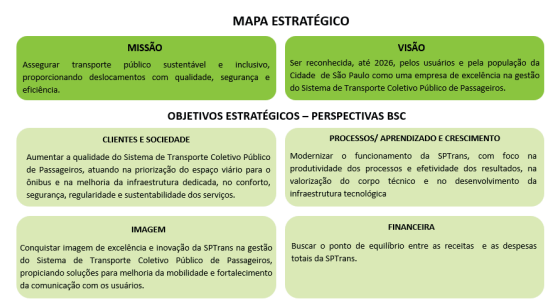 MAPA ESTRATÉGICO
MISSÃO
Assegurar transporte público sustentável e inclusivo,
proporcionando deslocamentos com qualidade, segurança e
eficiência.
VISÃO
Ser reconhecida, até 2026, pelos usuários e pela população da
Cidade de São Paulo como uma empresa de excelência na gestão
do Sistema de Transporte Coletivo Público de Passageiros.
OBJETIVOS ESTRATÉGICOS – PERSPECTIVAS BSC
CLIENTES E SOCIEDADE
Aumentar a qualidade do Sistema de Transporte Coletivo Público
de Passageiros, atuando na priorização do espaço viário para o
ônibus e na melhoria da infraestrutura dedicada, no conforto,
segurança, regularidade e sustentabilidade dos serviços.
PROCESSOS/ APRENDIZADO E CRESCIMENTO
Modernizar o funcionamento da SPTrans, com foco na
produtividade dos processos e efetividade dos resultados, na
valorização do corpo técnico e no desenvolvimento da
infraestrutura tecnológica
IMAGEM
Conquistar imagem de excelência e inovação da SPTrans na gestão
do Sistema de Transporte Coletivo Público de Passageiros,
propiciando soluções para melhoria da mobilidade e fortalecimento
da comunicação com os usuários.
FINANCEIRA
Buscar o ponto de equilíbrio entre as receitas e as despesas
totais da SPTrans.